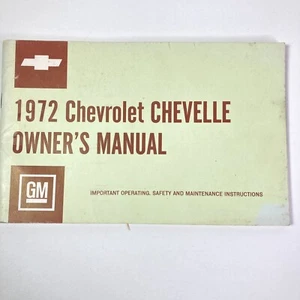 1972 Chevrolet CHEVELLE
OWNER'S MANUAL
GM
IMPORTANT OPERATING, SAFETY AND MAINTENANCE INSTRUCTIONS